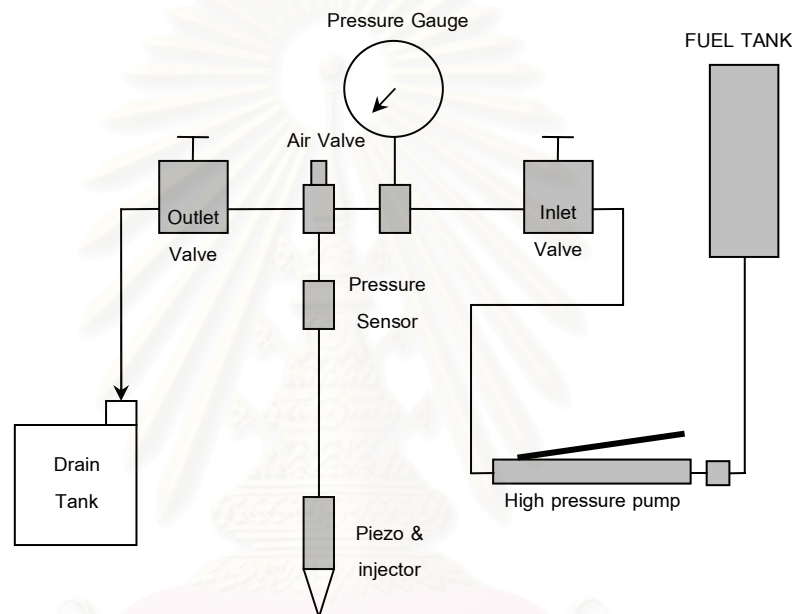 Pressure Gauge
FUEL TANK
Air Valve
Outlet
Valve
Inlet
Valve
Pressure
Sensor
Drain
Tank
High pressure pump
Piezo &
injector